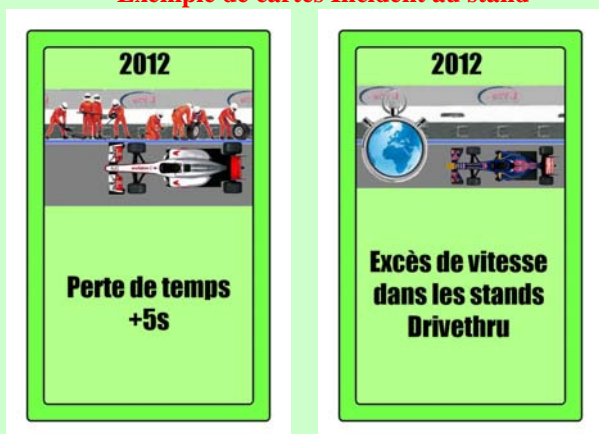 Exemple de cartes Incident au stand
2012
Perte de temps
+5s
2012
Excès de vitesse
dans les stands
Drivethru